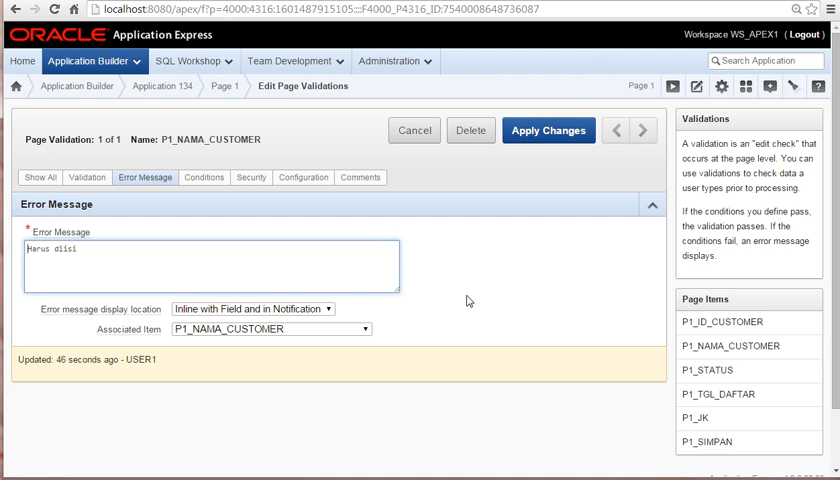 localhost:8080/apex/f?p=4000:4316:1601487915105::::F4000_P4316_ID:7540008648736087
ORACLE Application Express
Workspace WS_APEX1 ( Logout )
Home Application Builder SQL Workshop Team Development Administration
Search Application
Application Builder Application 134 Page 1 Edit Page Validations
Page 1
Page Validation: 1 of 1 Name: P1_NAMA_CUSTOMER
Cancel Delete Apply Changes
Show All Validation Error Message Conditions Security Configuration Comments
Error Message
* Error Message
Harus diisi
Error message display location Inline with Field and in Notification
Associated Item P1_NAMA_CUSTOMER
Updated: 46 seconds ago - USER1
Validations
A validation is an "edit check" that
occurs at the page level. You can
use validations to check data a
user types prior to processing.
If the conditions you define pass,
the validation passes. If the
conditions fail, an error message
displays.
Page Items
P1_ID_CUSTOMER
P1_NAMA_CUSTOMER
P1_STATUS
P1_TGL_DAFTAR
P1_JK
P1_SIMPAN